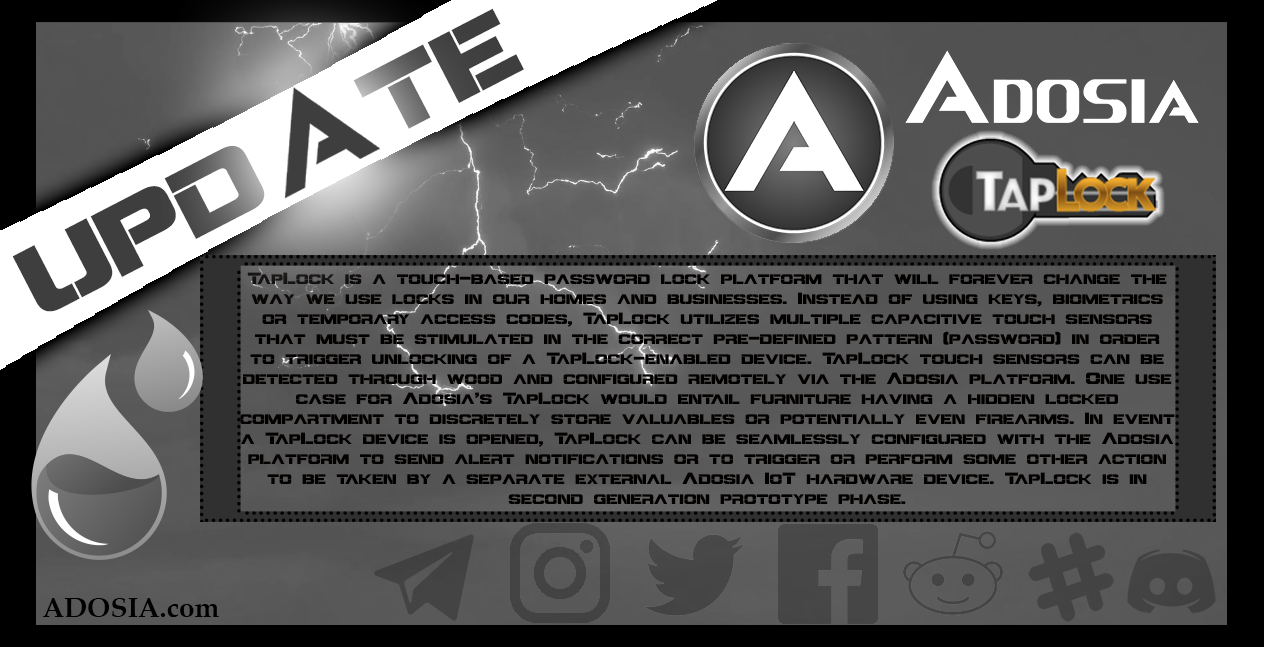 UPDATE
ADOSIA
TAPLOCK
TAPLOCK IS A TOUCH-BASED PASSWORD LOCK PLATFORM THAT WILL FOREVER CHANGE THE
WAY WE USE LOCKS IN OUR HOMES AND BUSINESSES. INSTEAD OF USING KEYS, BIOMETRICS
OR TEMPORARY ACCESS CODES, TAPLOCK UTILIZES MULTIPLE CAPACITIVE TOUCH SENSORS
THAT MUST BE STIMULATED IN THE CORRECT PRE-DEFINED PATTERN (PASSWORD) IN ORDER
TO TRIGGER UNLOCKING OF A TAPLOCK-ENABLED DEVICE. TAPLOCK TOUCH SENSORS CAN BE
DETECTED THROUGH WOOD AND CONFIGURED REMOTELY VIA THE ADOSIA PLATFORM. ONE USE
CASE FOR ADOSIA'S TAPLOCK WOULD ENTAIL FURNITURE HAVING A HIDDEN LOCKED
COMPARTMENT TO DISCRETELY STORE VALUABLES OR POTENTIALLY EVEN FIREARMS. IN EVENT
A TAPLOCK DEVICE IS OPENED, TAPLOCK CAN BE SEAMLESSLY CONFIGURED WITH THE ADOSIA
PLATFORM TO SEND ALERT NOTIFICATIONS OR TO TRIGGER OR PERFORM SOME OTHER ACTION
TO BE TAKEN BY A SEPARATE EXTERNAL ADOSIA IOT HARDWARE DEVICE. TAPLOCK IS IN
SECOND GENERATION PROTOTYPE PHASE.
ADOSIA.com